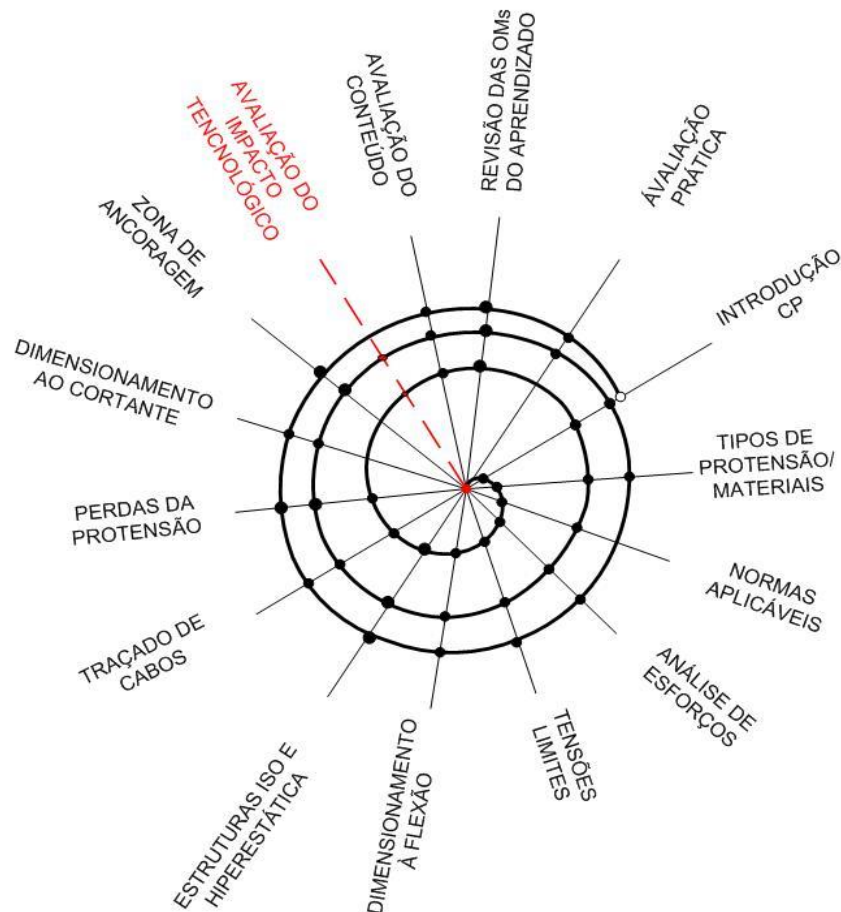 AVALIAÇÃO DO
IMPACTO
TENCNOLÓGICO
AVALIAÇÃO DO
CONTEÚDO
REVISÃO DAS OMs
DO APRENDIZADO
ÁVALIAÇÃO
PRÁTICA
INTRODUÇÃO
CP
TIPOS DE
PROTENSÃO/
MATERIAIS
NORMAS
APLICÁVEIS
ANÁLISE DE
ESFORÇOS
TENSÕES
LIMITES
DIMENSIONAMENTO
À FLEXÃO
ESTRUTURAS ISO E
HIPERESTÁTICA
TRAÇADO DE
CABOS
PERDAS DA
PROTENSÃO
DIMENSIONAMENTO
AO CORTANTE
ZONA DE
ANCORAGEM